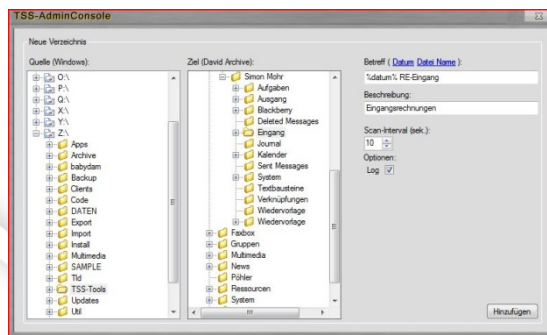 TSS-AdminConsole
Neue Verzeichnis
Quelle (Windows):
O:\
P:\
Q:\
X:\
Y:\
Z:\
Apps
Archive
babydam
Backup
Clients
Code
DATEN
Export
Import
Install
Multimedia
SAMPLE
Tld
TSS-Tools
Updates
Util
Ziel (David Archive):
Simon Mohr
Aufgaben
Ausgang
Blackberry
Deleted Messages
Eingang
Journal
Kalender
Sent Messages
System
Textbausteine
Verknüpfungen
Wiedervorlage
Wiedervorlage
Faxbox
Gruppen
Multimedia
News
Pöhler
Ressourcen
System
Betreff ( Datum Datei Name ):
%datum% RE-Eingang
Beschreibung:
Eingangsrechnungen
Scan-Interval (sek.):
10
Optionen:
Log
Hinzufügen